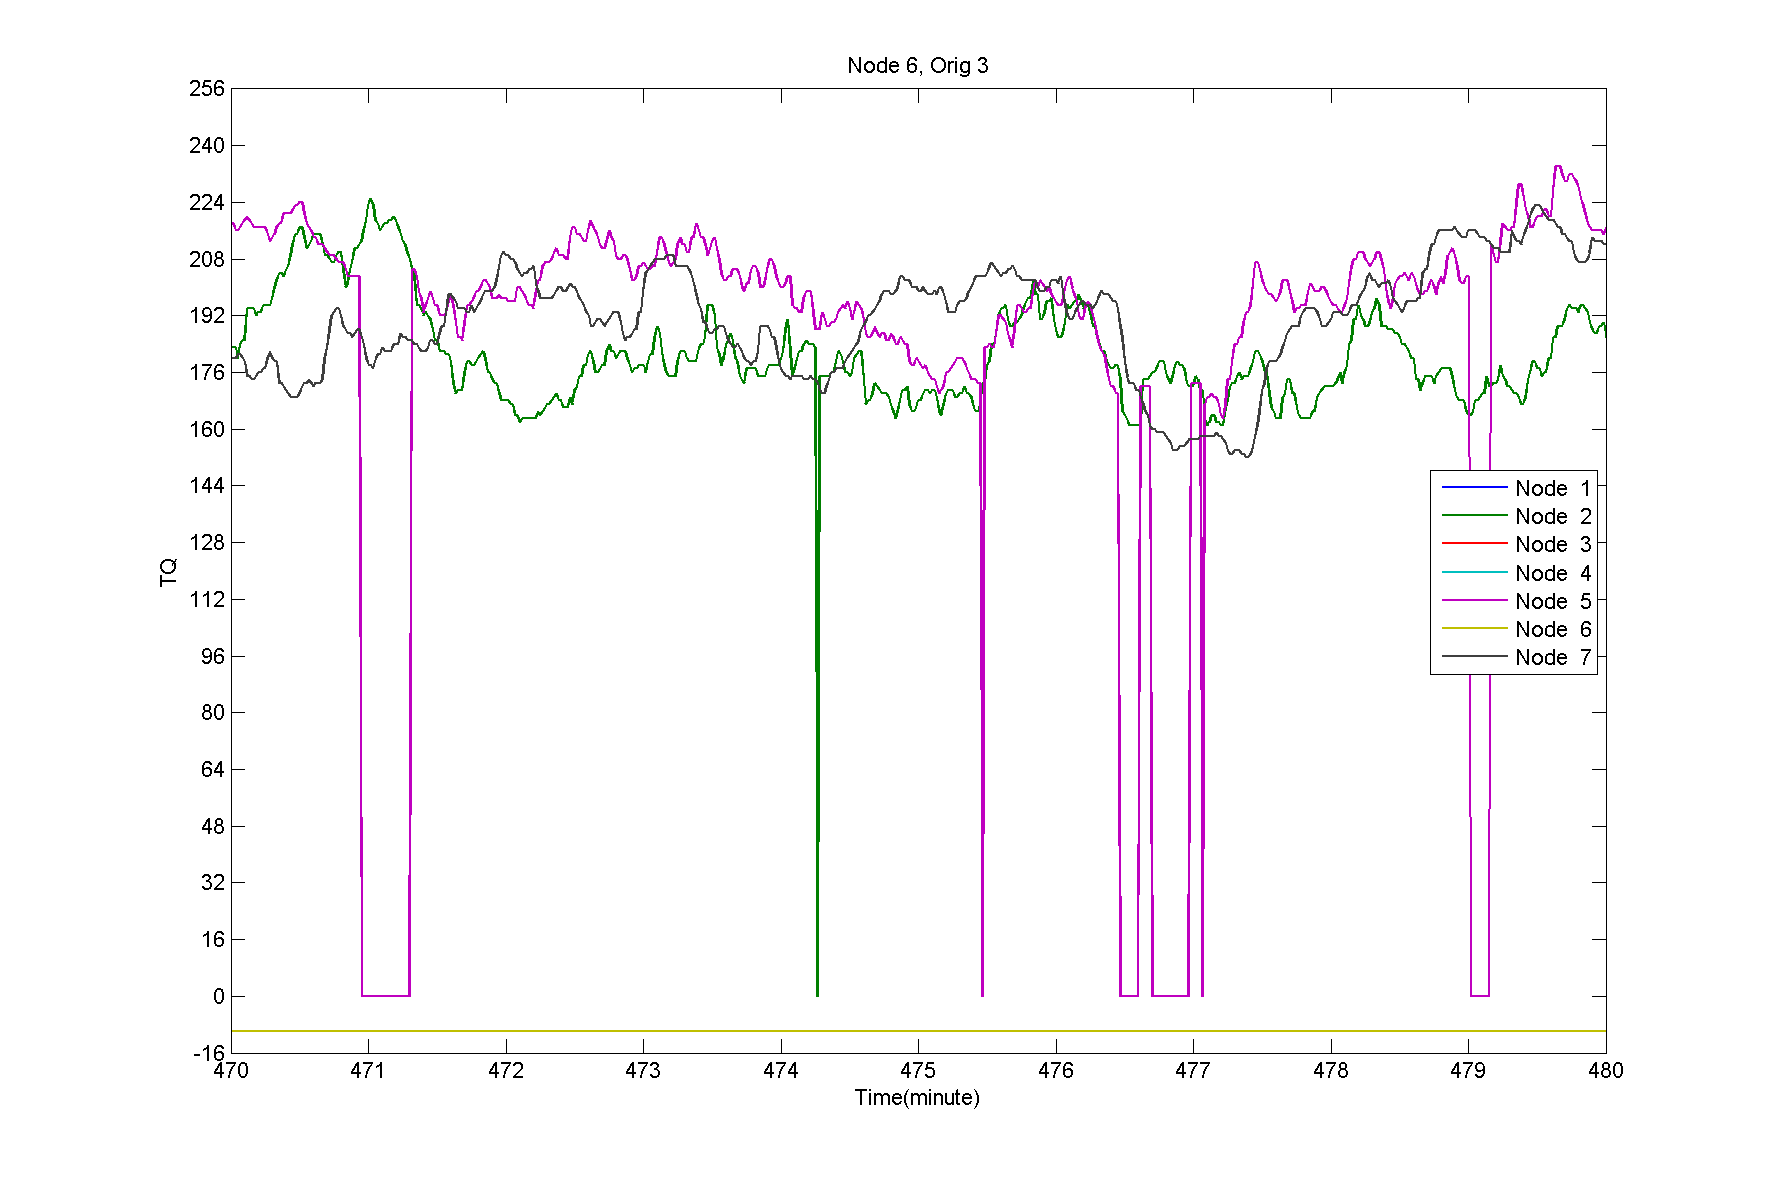 Node 6, Orig 3
256
240
224
208
192
176
160
144
128
112
96
80
64
48
32
16
0
-16
TQ
Node 1
Node 2
Node 3
Node 4
Node 5
Node 6
Node 7
470 471 472 473 474 475 476 477 478 479 480
Time(minute)